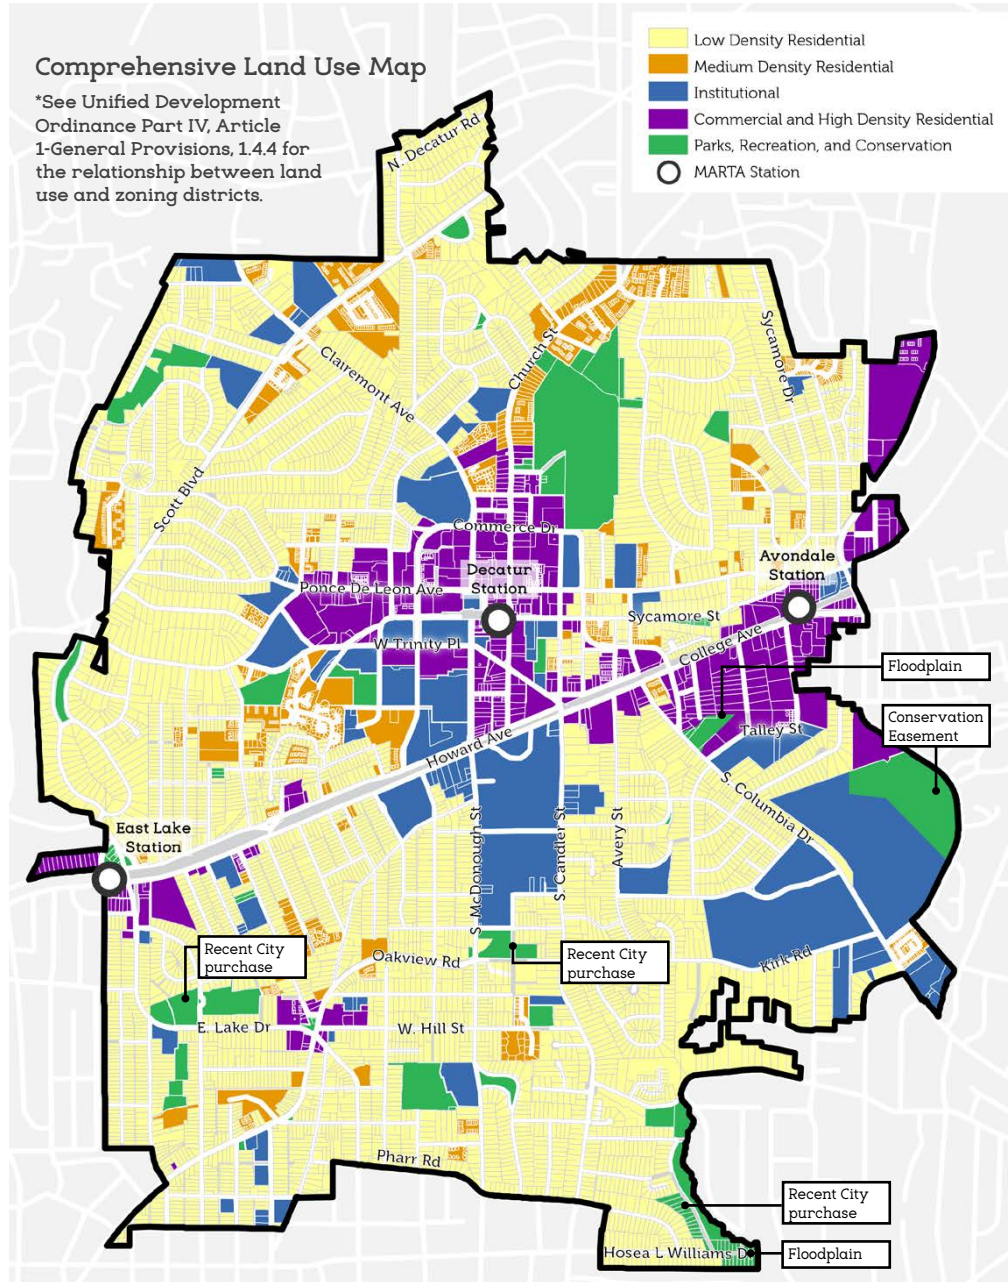 Comprehensive Land Use Map
*See Unified Development
Ordinance Part IV, Article
1-General Provisions, 1.4.4 for
the relationship between land
use and zoning districts.
Low Density Residential
Medium Density Residential
Institutional
Commercial and High Density Residential
Parks, Recreation, and Conservation
MARTA Station
N. Decatur Rd
Sycamore Dr
Church St
Clairemont Ave
Scott Blvd
Commerce Dr
Avondale
Station
Decatur
Station
Ponce De Leon Ave
Sycamore St
W Trinity Pl
College Ave
Floodplain
Conservation
Easement
Talley St
Howard Ave
S. Columbia Dr
East Lake
Station
S. McDonough St
S. Candler St
Avery St
Recent City
purchase
Oakview Rd
Recent City
purchase
Kirk Rd
E. Lake Dr
W. Hill St
Pharr Rd
Recent City
purchase
Hosea L Williams D
Floodplain